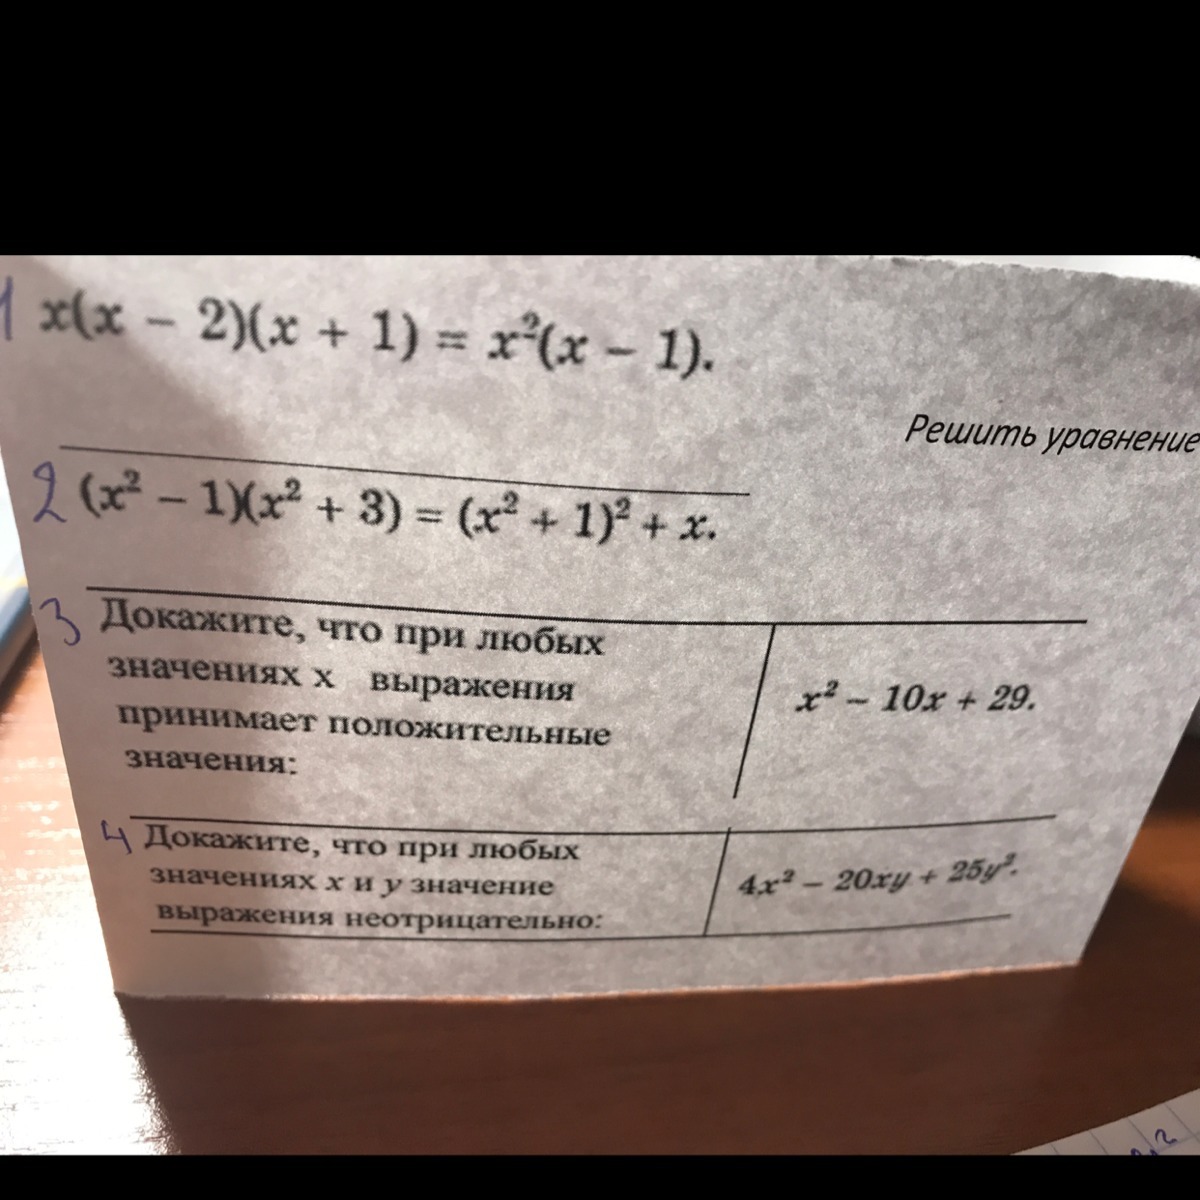 1 x(x − 2)(x + 1) = x²(x − 1).
Решить уравнение
2 (x² − 1)(x² + 3) = (x² + 1)² + x.
3 Докажите, что при любых
значениях x выражения
принимает положительные
значения:
x² − 10x + 29.
4 Докажите, что при любых
значениях x и y значение
выражения неотрицательно:
4x² − 20xy + 25y².